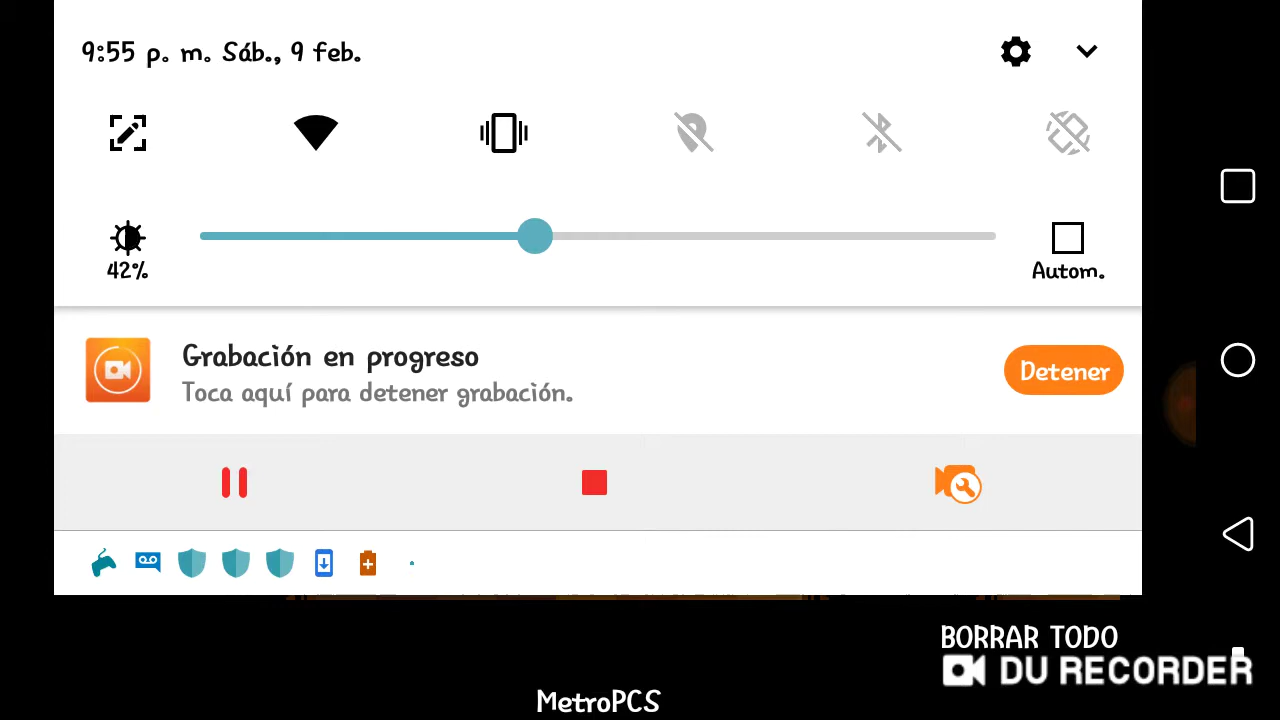 9:55 p. m. Sáb., 9 feb.
42%
Autom.
Grabación en progreso
Toca aquí para detener grabación.
Detener
BORRAR TODO
DU RECORDER
MetroPCS